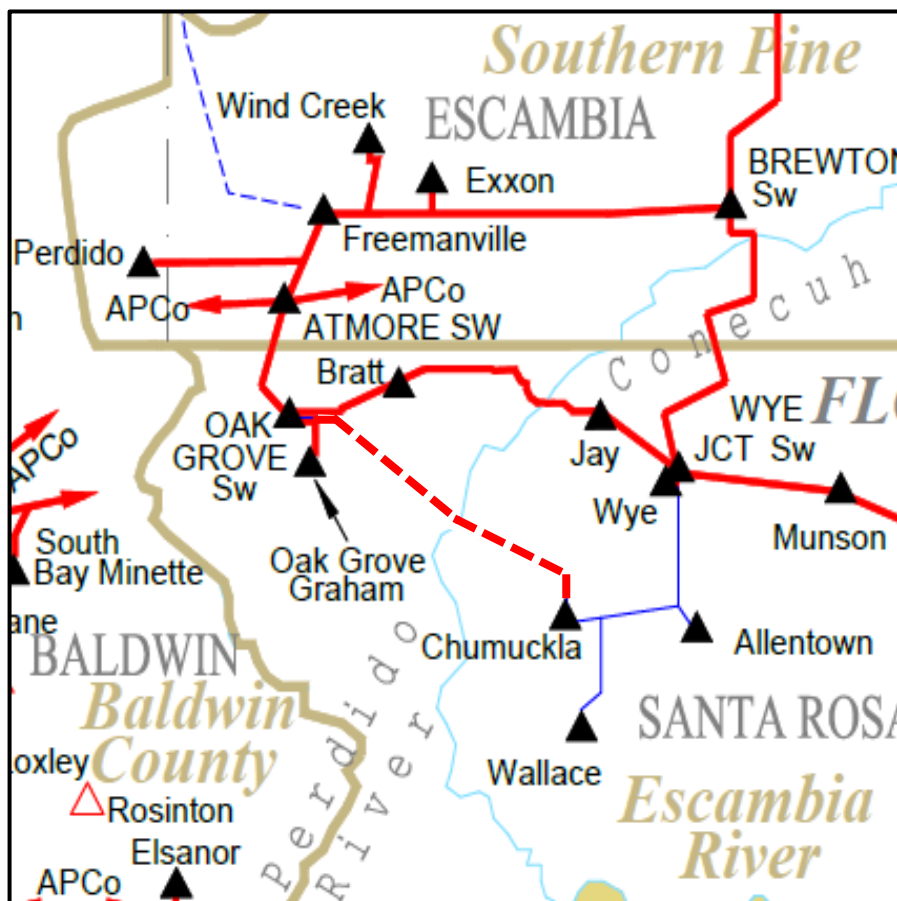 Southern Pine
Wind Creek
ESCAMBIA
Exxon
BREWTON
Sw
Freemanville
Perdido
APCo
APCo
ATMORE SW
Conecuh
Bratt
FL
OAK
GROVE
Sw
WYE
JCT Sw
Jay
Wye
APCo
Munson
South
Bay Minette
Oak Grove
Graham
ane
Chumuckla
Allentown
BALDWIN
Perdido
River
SANTA ROSA
Baldwin
County
oxley
Wallace
Rosinton
Escambia
River
Elsanor
APCo